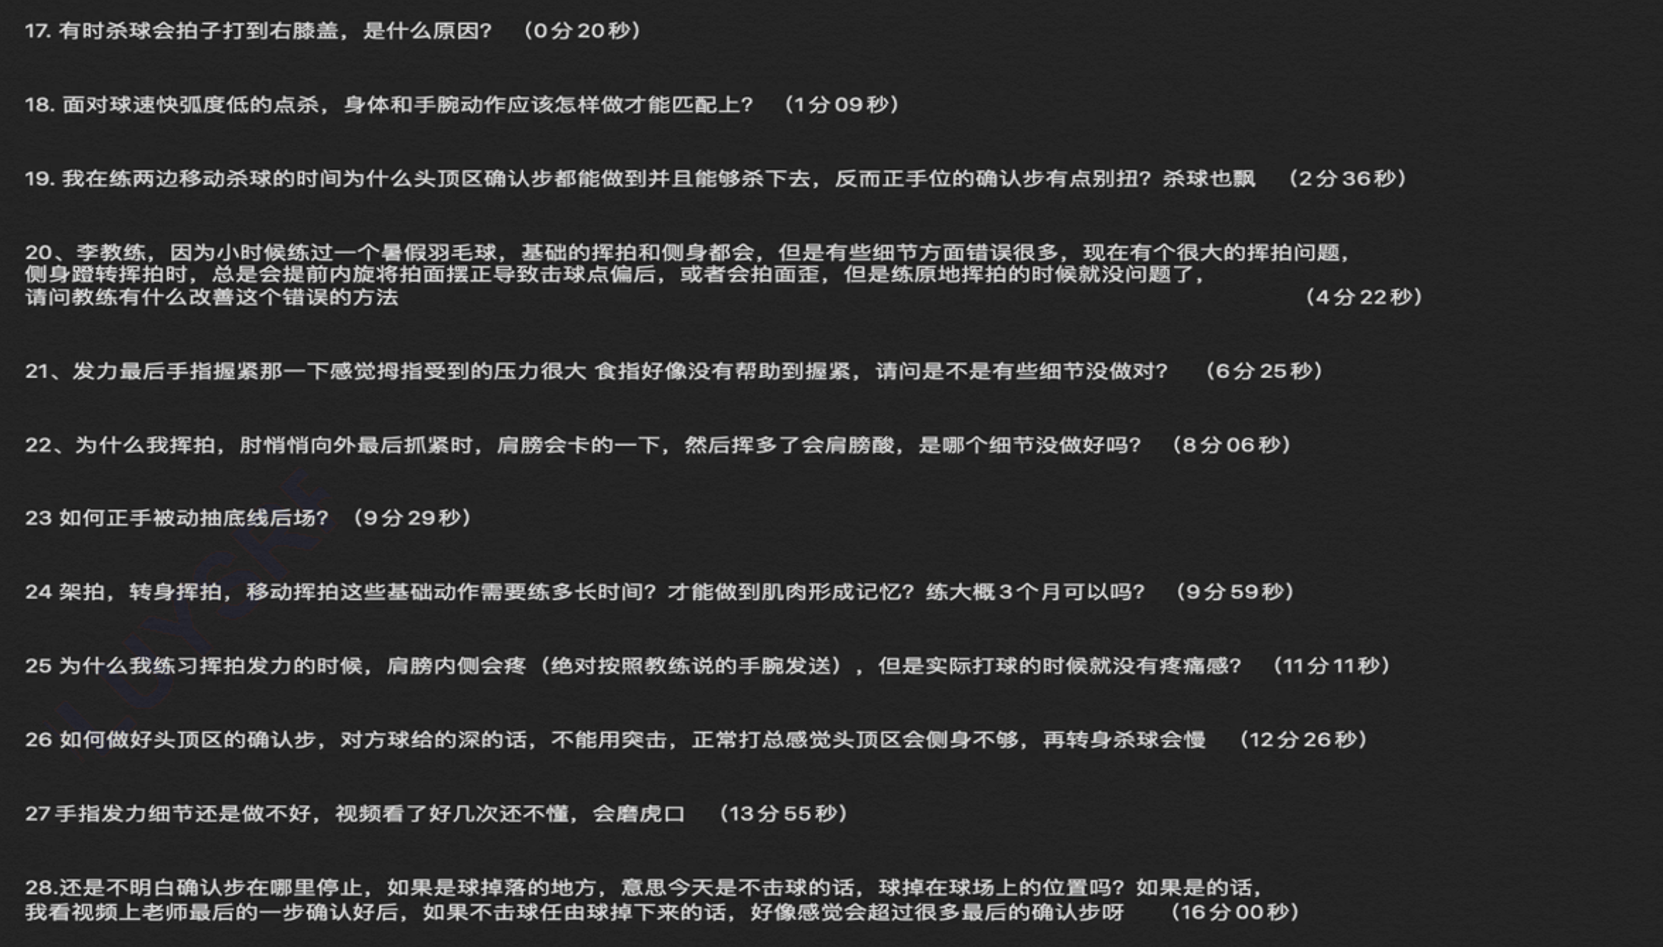 17. 有时杀球会拍子打到右膝盖，是什么原因？ （0分20秒）
18. 面对球速快弧度低的点杀，身体和手腕动作应该怎样做才能匹配上？ （1分09秒）
19. 我在练两边移动杀球的时间为什么头顶区确认步都能做到并且能够杀下去，反而正手位的确认步有点别扭？杀球也飘 （2分36秒）
20、李教练，因为小时候练过一个暑假羽毛球，基础的挥拍和侧身都会，但是有些细节方面错误很多，现在有个很大的挥拍问题，
侧身蹬转挥拍时，总是会提前内旋将拍面摆正导致击球点偏后，或者会拍面歪，但是练原地挥拍的时候就没问题了，
请问教练有什么改善这个错误的方法 （4分22秒）
21、发力最后手指握紧那一下感觉拇指受到的压力很大 食指好像没有帮助到握紧，请问是不是有些细节没做对？ （6分25秒）
22、为什么我挥拍，肘悄悄向外最后抓紧时，肩膀会卡的一下，然后挥多了会肩膀酸，是哪个细节没做好吗？ （8分06秒）
23 如何正手被动抽底线后场？ （9分29秒）
24 架拍，转身挥拍，移动挥拍这些基础动作需要练多长时间？才能做到肌肉形成记忆？练大概3个月可以吗？ （9分59秒）
25 为什么我练习挥拍发力的时候，肩膀内侧会疼（绝对按照教练说的手腕发送），但是实际打球的时候就没有疼痛感？ （11分11秒）
26 如何做好头顶区的确认步，对方球给的深的话，不能用突击，正常打总感觉头顶区会侧身不够，再转身杀球会慢 （12分26秒）
27 手指发力细节还是做不好，视频看了好几次还不懂，会磨虎口 （13分55秒）
28.还是不明白确认步在哪里停止，如果是球掉落的地方，意思今天是不击球的话，球掉在球场上的位置吗？如果是的话，
我看视频上老师最后的一步确认好后，如果不击球任由球掉下来的话，好像感觉会超过很多最后的确认步呀 （16分00秒）